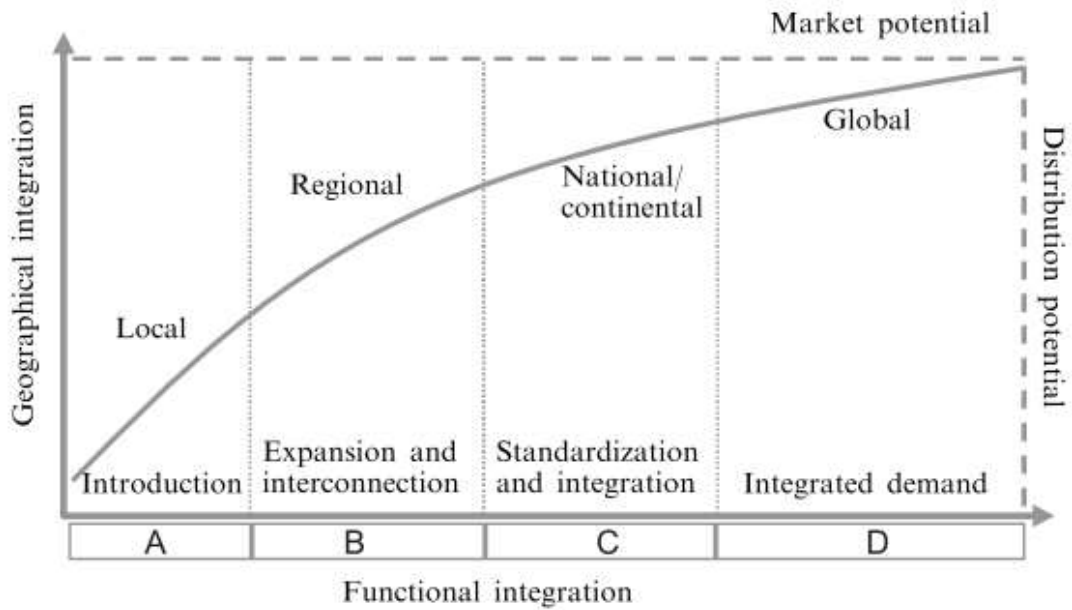 Market potential
Geographical integration
Local
Regional
National/
continental
Global
Distribution potential
Introduction
Expansion and
interconnection
Standardization
and integration
Integrated demand
A
B
C
D
Functional integration